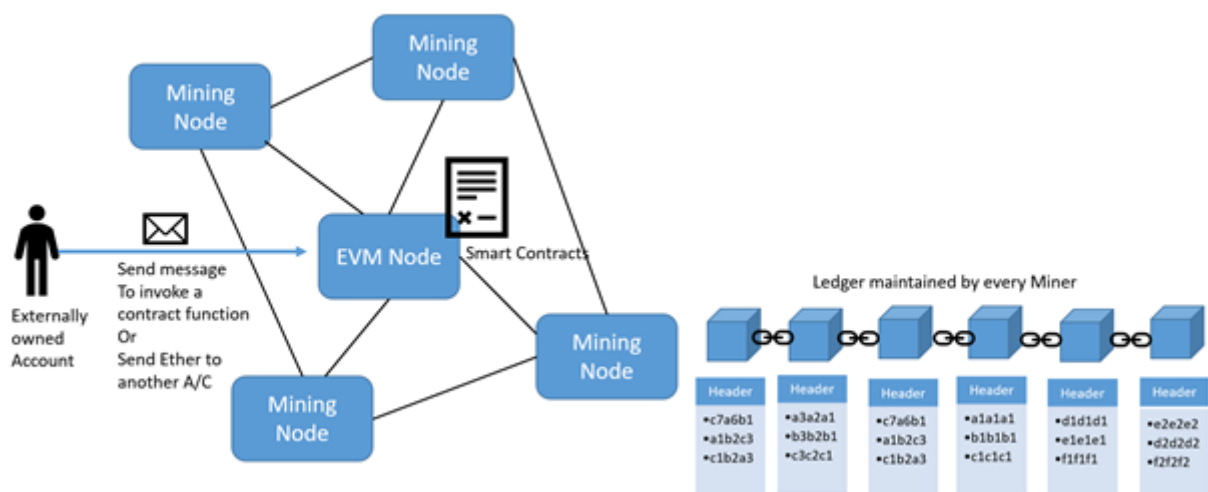 Mining
Node
Mining
Node
EVM Node
Smart Contracts
Send message
To invoke a
contract function
Or
Send Ether to
another A/C
Externally
owned
Account
Mining
Node
Mining
Node
Ledger maintained by every Miner
Header
•c7a6b1
•a1b2c3
•c1b2a3
Header
•a3a2a1
•b3b2b1
•c3c2c1
Header
•c7a6b1
•a1b2c3
•c1b2a3
Header
•a1a1a1
•b1b1b1
•c1c1c1
Header
•d1d1d1
•e1e1e1
•f1f1f1
Header
•e2e2e2
•d2d2d2
•f2f2f2